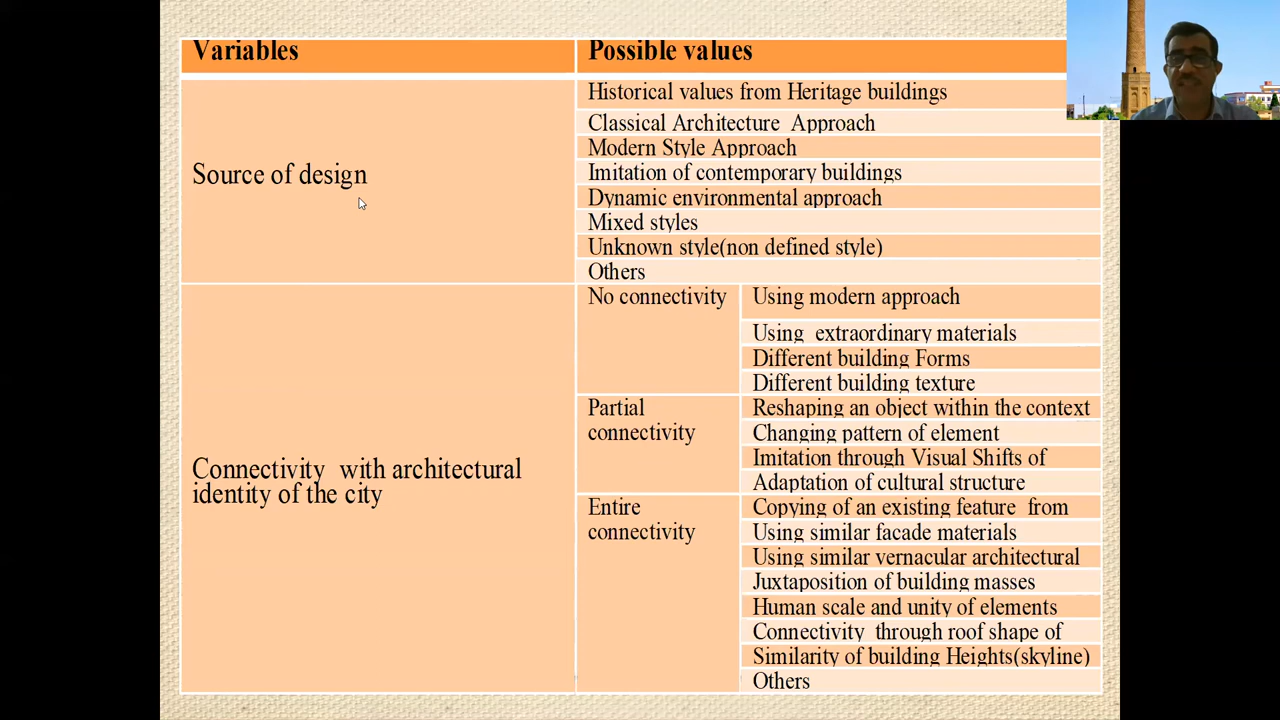 Variables
Possible values
Source of design
Historical values from Heritage buildings
Classical Architecture Approach
Modern Style Approach
Imitation of contemporary buildings
Dynamic environmental approach
Mixed styles
Unknown style(non defined style)
Others
Connectivity with architectural
identity of the city
No connectivity
Using modern approach
Using extraordinary materials
Different building Forms
Different building texture
Partial
connectivity
Reshaping an object within the context
Changing pattern of element
Imitation through Visual Shifts of
Adaptation of cultural structure
Entire
connectivity
Copying of an existing feature from
Using similar facade materials
Using similar vernacular architectural
Juxtaposition of building masses
Human scale and unity of elements
Connectivity through roof shape of
Similarity of building Heights(skyline)
Others